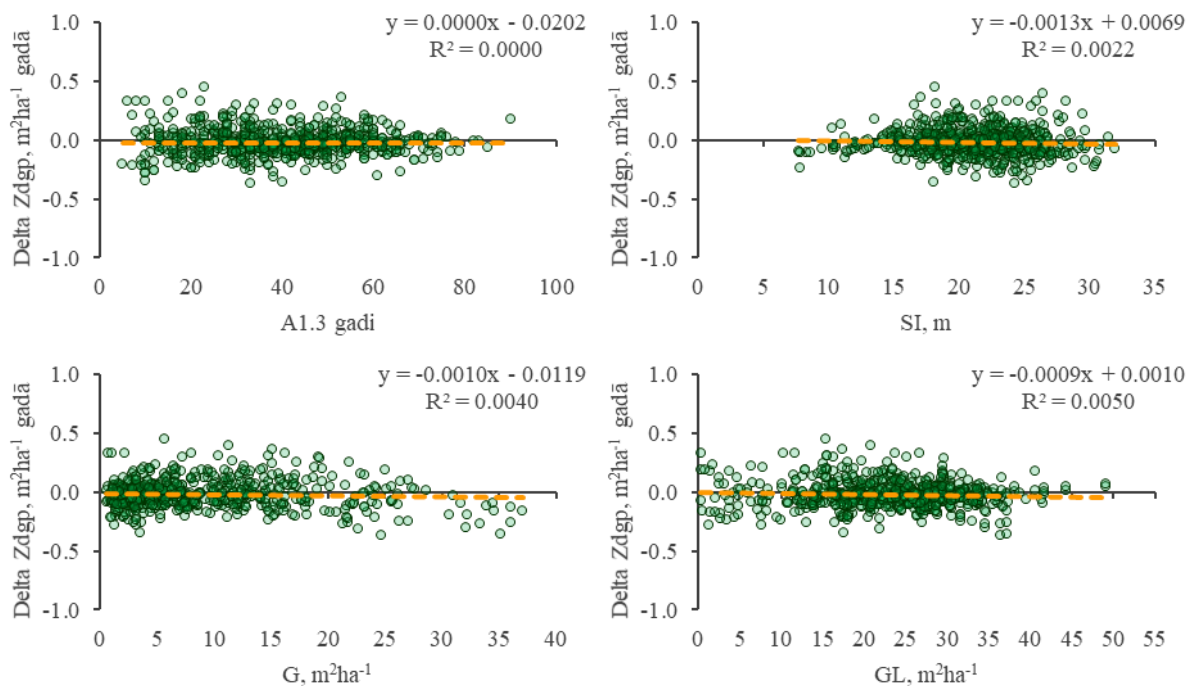 y = 0.0000x - 0.0202
R² = 0.0000
Delta Zdgp, m²ha⁻¹ gadā
1.0
0.5
0.0
-0.5
-1.0
0 20 40 60 80 100
A1.3 gadi
y = -0.0013x + 0.0069
R² = 0.0022
Delta Zdgp, m²ha⁻¹ gadā
1.0
0.5
0.0
-0.5
-1.0
0 5 10 15 20 25 30 35
SI, m
y = -0.0010x - 0.0119
R² = 0.0040
Delta Zdgp, m²ha⁻¹ gadā
1.0
0.5
0.0
-0.5
-1.0
0 5 10 15 20 25 30 35 40
G, m²ha⁻¹
y = -0.0009x + 0.0010
R² = 0.0050
Delta Zdgp, m²ha⁻¹ gadā
1.0
0.5
0.0
-0.5
-1.0
0 5 10 15 20 25 30 35 40 45 50 55
GL, m²ha⁻¹